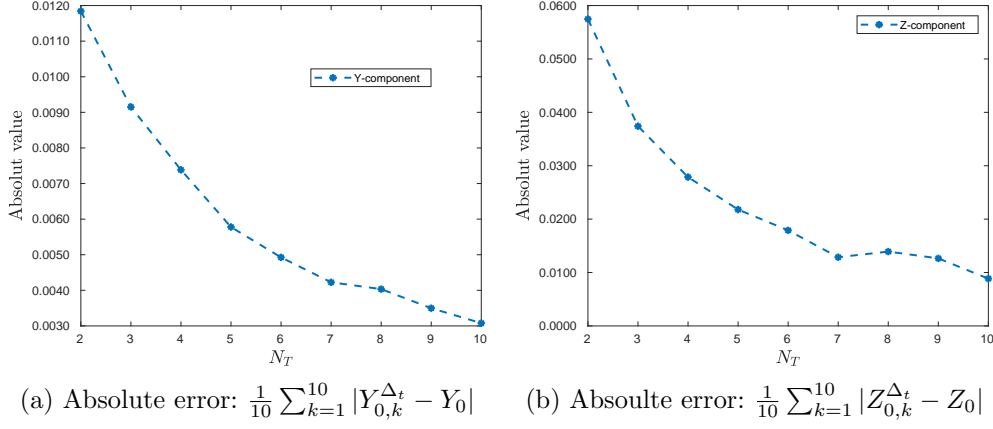 0.0120
0.0110
0.0100
0.0090
0.0080
0.0070
0.0060
0.0050
0.0040
0.0030
Absolut value
Y-component
2 3 4 5 6 7 8 9 10
N_T
(a) Absolute error: 1/10 ∑_{k=1}^{10} |Y_{0,k}^{Δ_t} − Y_0|
0.0600
0.0500
0.0400
0.0300
0.0200
0.0100
0.0000
Absolut value
Z-component
2 3 4 5 6 7 8 9 10
N_T
(b) Absoulte error: 1/10 ∑_{k=1}^{10} |Z_{0,k}^{Δ_t} − Z_0|